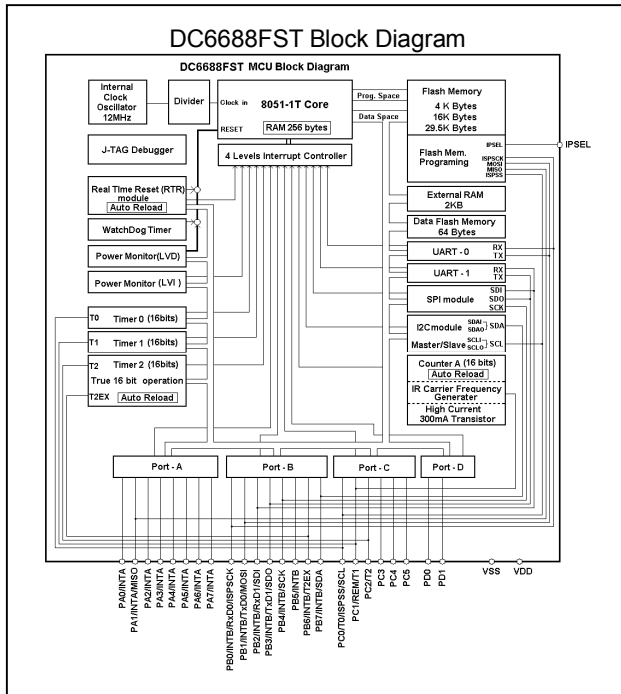 DC6688FST Block Diagram
DC6688FST MCU Block Diagram
Internal
Clock
Oscillator
12MHz
Divider
Clock in
8051-1T Core
RESET
RAM 256 bytes
Prog. Space
Data Space
Flash Memory
4 K Bytes
16K Bytes
29.5K Bytes
Flash Mem.
Programing
IPSEL
ISPSCK
MOSI
MISO
ISPSS
IPSEL
J-TAG Debugger
4 Levels Interrupt Controller
Real Time Reset (RTR)
module
Auto Reload
External RAM
2KB
WatchDog Timer
Data Flash Memory
64 Bytes
Power Monitor(LVD)
UART - 0
RX
TX
Power Monitor (LVI)
UART - 1
RX
TX
SPI module
SDI
SDO
SCK
T0
Timer 0 (16bits)
T1
Timer 1 (16bits)
T2
Timer 2 (16bits)
True 16 bit operation
T2EX
Auto Reload
I2C module
Master/Slave
SDAI
SDAO
SDA
SCLI
SCLO
SCL
Counter A (16 bits)
Auto Reload
IR Carrier Frequency
Generater
High Current
300mA Transistor
Port - A
Port - B
Port - C
Port - D
PA0/INTA
PA1/INTA/MISO
PA2/INTA
PA3/INTA
PA4/INTA
PA5/INTA
PA6/INTA
PA7/INTA
PB0/INTB/RxD0/ISPSCK
PB1/INTB/TxD0/MOSI
PB2/INTB/RxD1/SDI
PB3/INTB/TxD1/SDO
PB4/INTB/SCK
PB5/INTB
PB6/INTB/T2EX
PB7/INTB/SDA
PC0/T0/ISPSS/SCL
PC1/REM/T1
PC2/T2
PC3
PC4
PC5
PD0
PD1
VSS
VDD